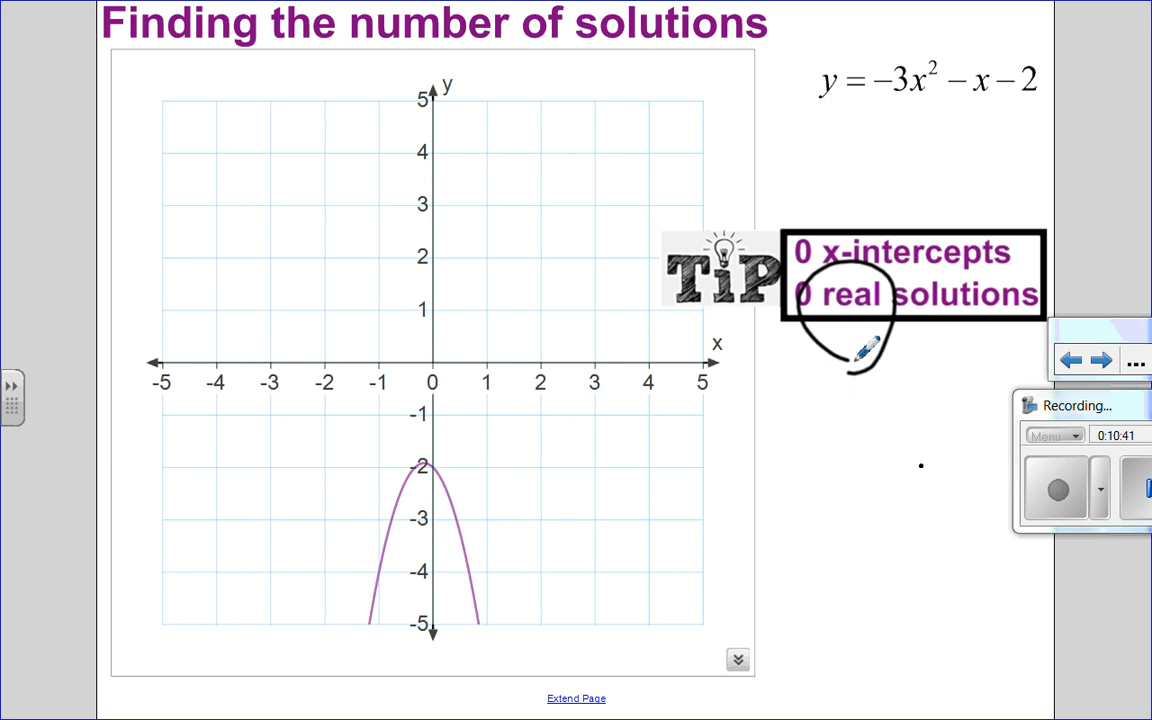 Finding the number of solutions
y = −3x² − x − 2
y
5
4
3
2
1
TiP
0 x-intercepts
0 real solutions
x
-5 -4 -3 -2 -1 0 1 2 3 4 5
-1
-2
-3
-4
-5
...
Recording...
Menu
0:10:41
Extend Page